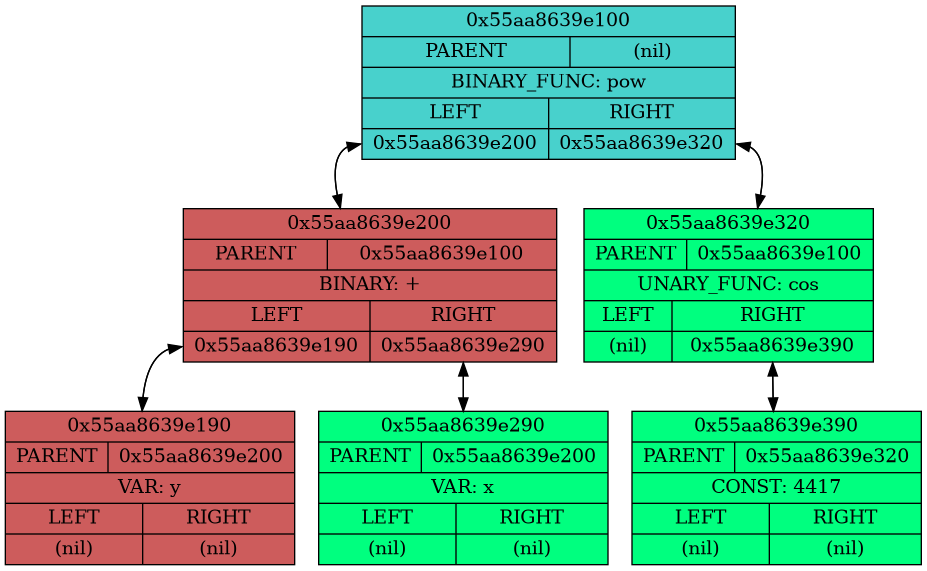 0x55aa8639e100
PARENT (nil)
BINARY_FUNC: pow
LEFT RIGHT
0x55aa8639e200 0x55aa8639e320
0x55aa8639e200
PARENT 0x55aa8639e100
BINARY: +
LEFT RIGHT
0x55aa8639e190 0x55aa8639e290
0x55aa8639e320
PARENT 0x55aa8639e100
UNARY_FUNC: cos
LEFT RIGHT
(nil) 0x55aa8639e390
0x55aa8639e190
PARENT 0x55aa8639e200
VAR: y
LEFT RIGHT
(nil) (nil)
0x55aa8639e290
PARENT 0x55aa8639e200
VAR: x
LEFT RIGHT
(nil) (nil)
0x55aa8639e390
PARENT 0x55aa8639e320
CONST: 4417
LEFT RIGHT
(nil) (nil)